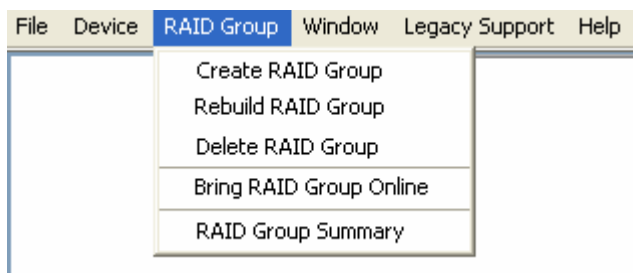 File Device RAID Group Window Legacy Support Help
Create RAID Group
Rebuild RAID Group
Delete RAID Group
Bring RAID Group Online
RAID Group Summary